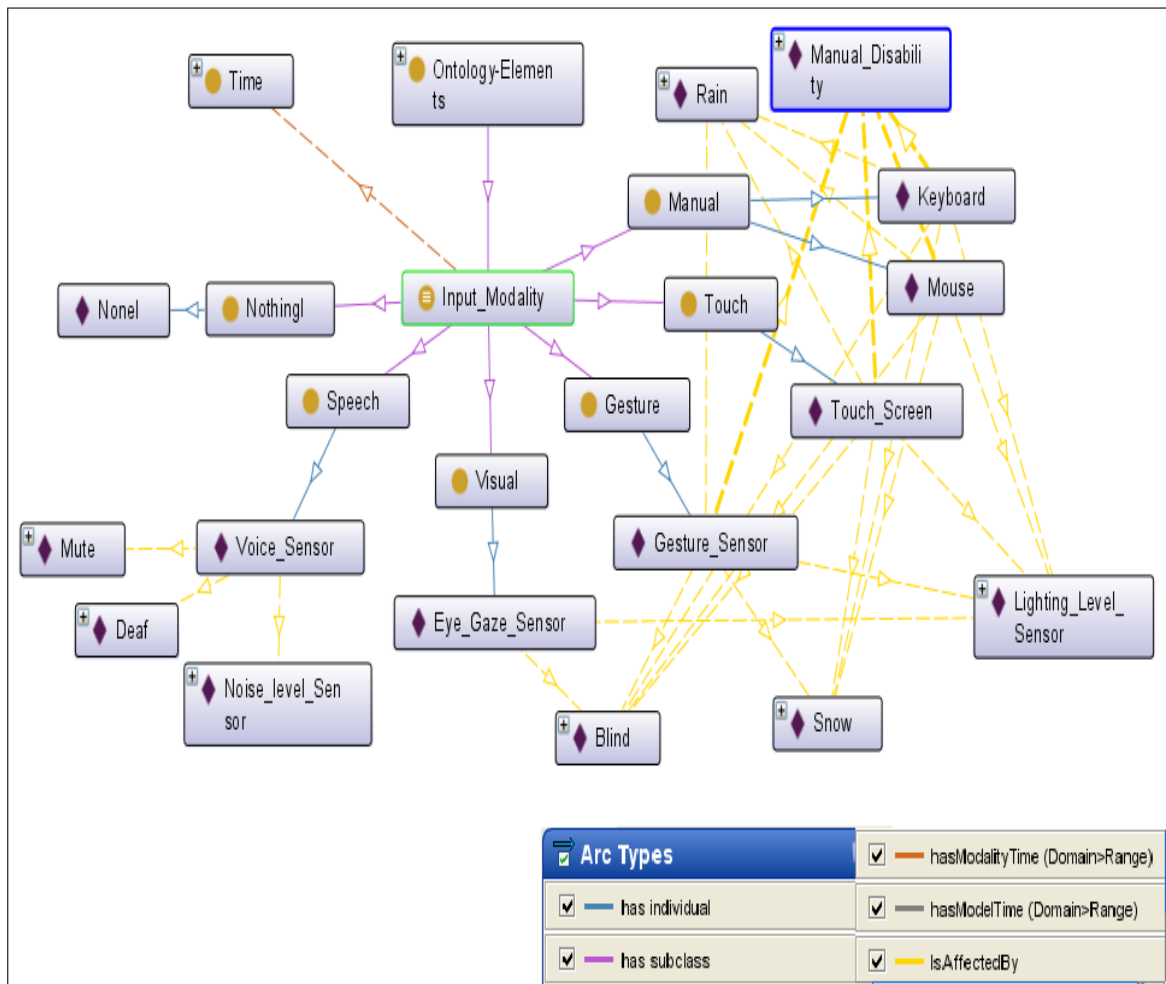 Time
Ontology-Elemen
ts
Rain
Manual_Disabili
ty
Manual
Keyboard
NoneI
NothingI
Input_Modality
Touch
Mouse
Speech
Gesture
Touch_Screen
Visual
Mute
Voice_Sensor
Gesture_Sensor
Deaf
Eye_Gaze_Sensor
Lighting_Level_
Sensor
Noise_level_Sen
sor
Blind
Snow
Arc Types
hasModalityTime (Domain>Range)
has individual
hasModelTime (Domain>Range)
has subclass
IsAffectedBy